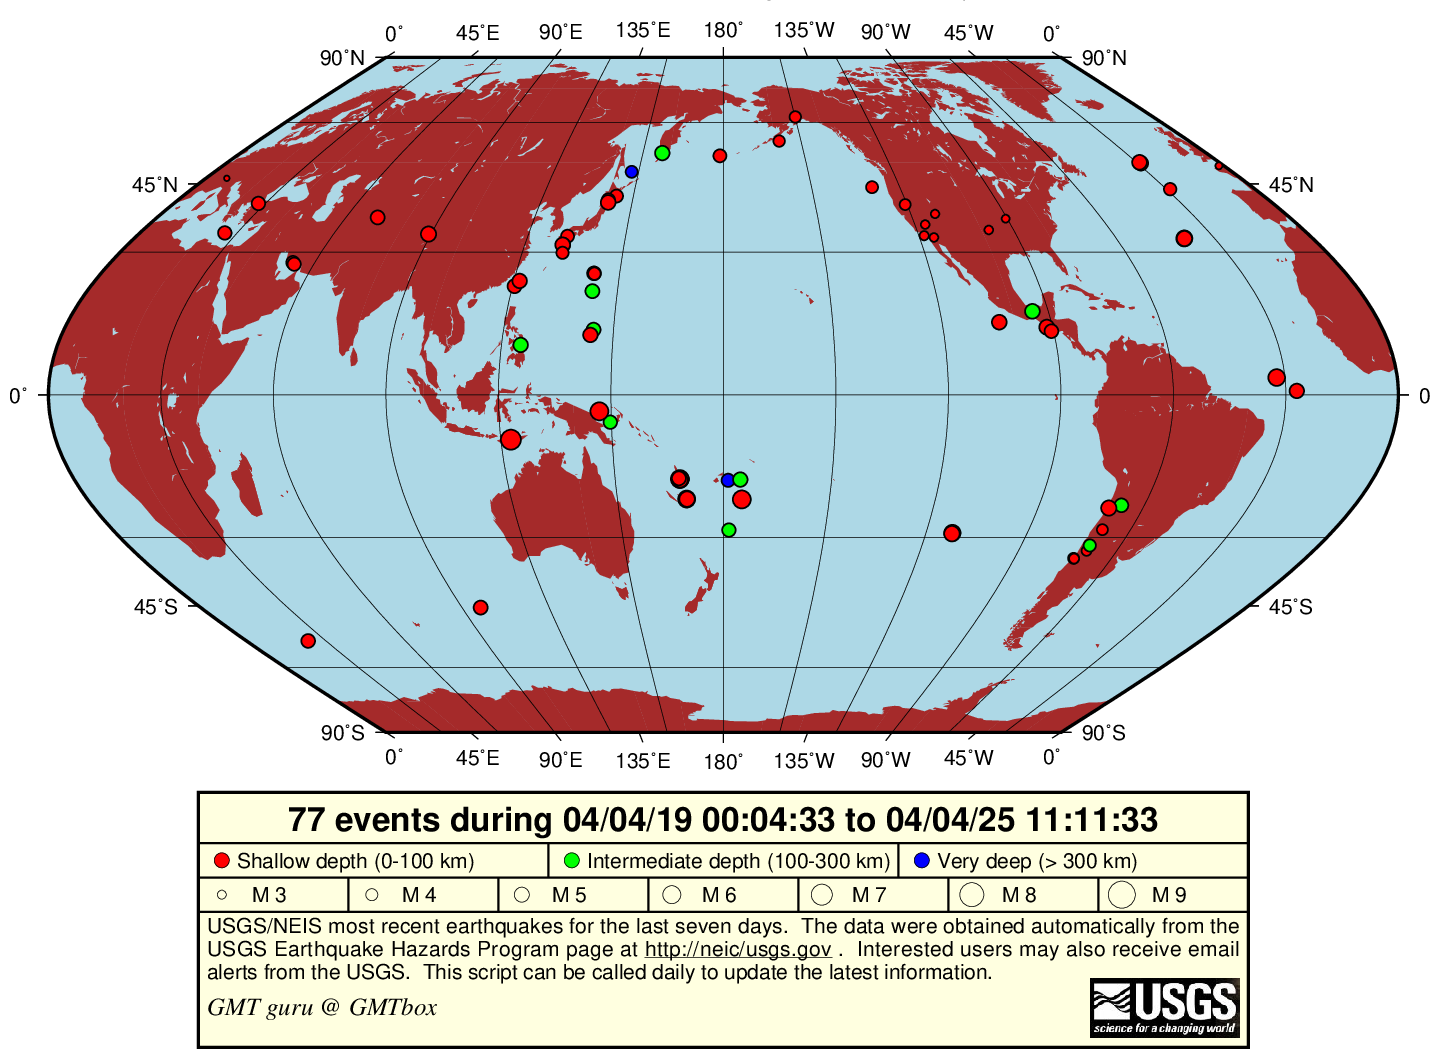 0° 45°E 90°E 135°E 180° 135°W 90°W 45°W 0°
90°N 90°N
45°N 45°N
0° 0
45°S 45°S
90°S 90°S
0° 45°E 90°E 135°E 180° 135°W 90°W 45°W 0°
77 events during 04/04/19 00:04:33 to 04/04/25 11:11:33
Shallow depth (0-100 km) Intermediate depth (100-300 km) Very deep (> 300 km)
M 3 M 4 M 5 M 6 M 7 M 8 M 9
USGS/NEIS most recent earthquakes for the last seven days. The data were obtained automatically from the
USGS Earthquake Hazards Program page at http://neic/usgs.gov . Interested users may also receive email
alerts from the USGS. This script can be called daily to update the latest information.
GMT guru @ GMTbox
USGS
science for a changing world